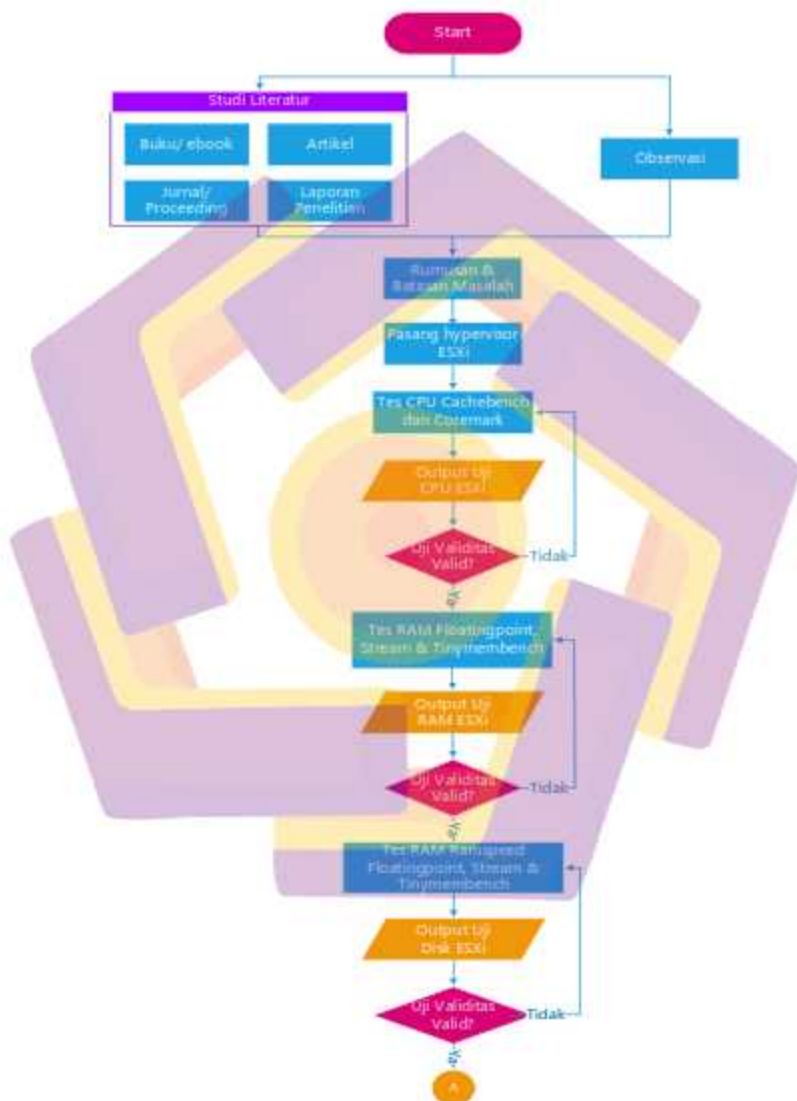 Start
Studi Literatur
Buku/ ebook
Artikel
Observasi
Jurnal/
Proceeding
Laporan
Penelitian
Rumusan &
Batasan Masalah
Pasang hypervisor
ESXi
Tes CPU Cachebench
dan Coremark
Output Uji
CPU ESXi
Uji Validitas
Valid?
Tidak
Ya
Tes RAM Floatingpoint,
Stream & Tinymembench
Output Uji
RAM ESXi
Uji Validitas
Valid?
Tidak
Ya
Tes RAM Ramspeed
Floatingpoint, Stream &
Tinymembench
Output Uji
Disk ESXi
Uji Validitas
Valid?
Tidak
Ya
A